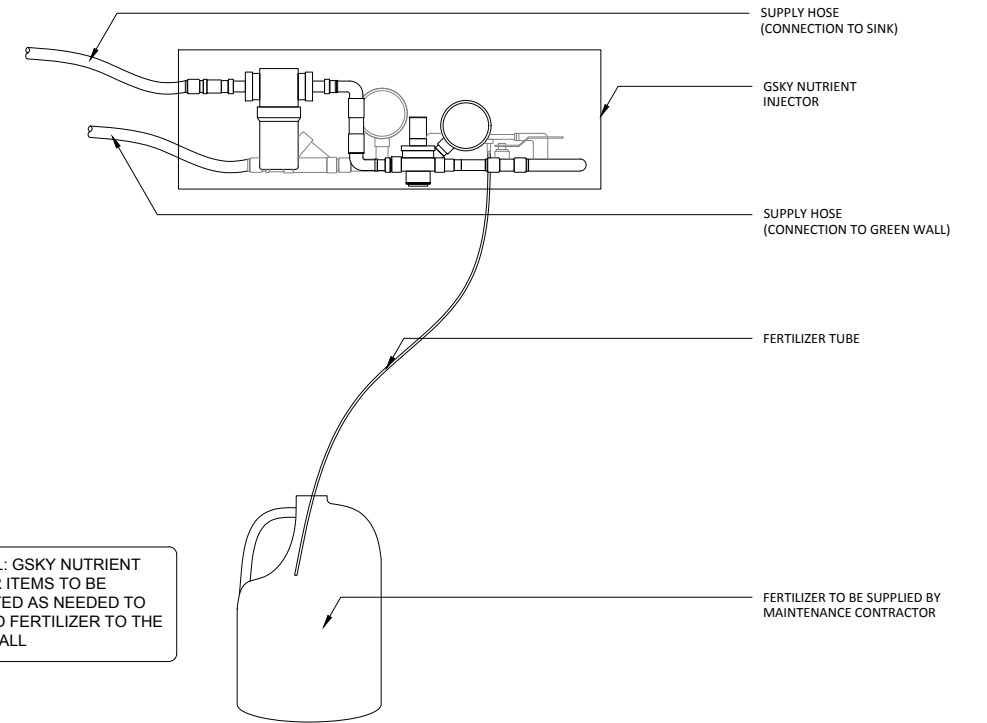 SUPPLY HOSE
(CONNECTION TO SINK)
GSKY NUTRIENT
INJECTOR
SUPPLY HOSE
(CONNECTION TO GREEN WALL)
FERTILIZER TUBE
: GSKY NUTRIENT
ITEMS TO BE
AS NEEDED TO
FERTILIZER TO THE
FERTILIZER TO BE SUPPLIED BY
MAINTENANCE CONTRACTOR